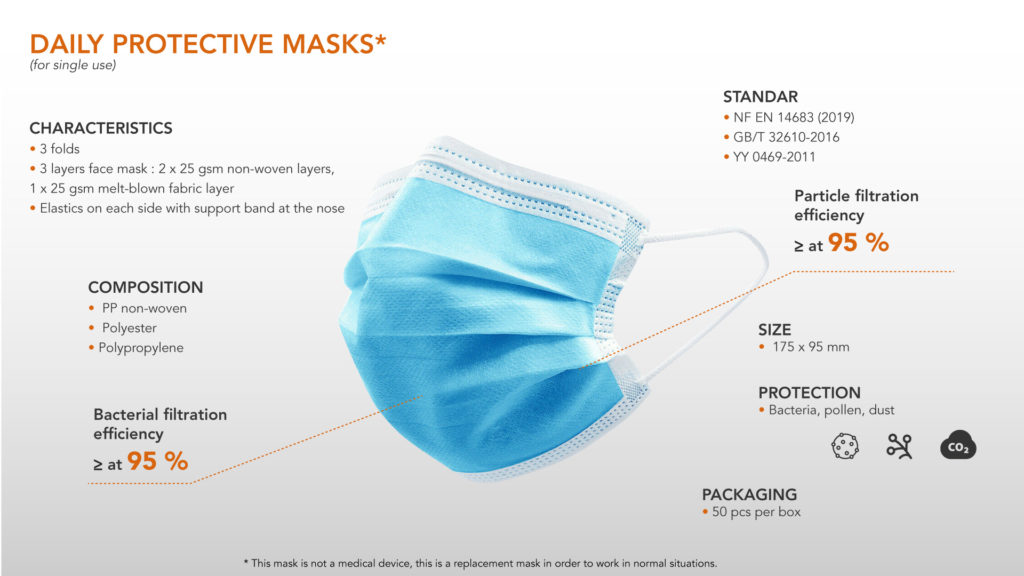 DAILY PROTECTIVE MASKS*
(for single use)
CHARACTERISTICS
• 3 folds
• 3 layers face mask : 2 x 25 gsm non-woven layers,
1 x 25 gsm melt-blown fabric layer
• Elastics on each side with support band at the nose
COMPOSITION
• PP non-woven
• Polyester
• Polypropylene
Bacterial filtration
efficiency
≥ at 95 %
STANDAR
• NF EN 14683 (2019)
• GB/T 32610-2016
• YY 0469-2011
Particle filtration
efficiency
≥ at 95 %
SIZE
• 175 x 95 mm
PROTECTION
• Bacteria, pollen, dust
CO₂
PACKAGING
• 50 pcs per box
* This mask is not a medical device, this is a replacement mask in order to work in normal situations.